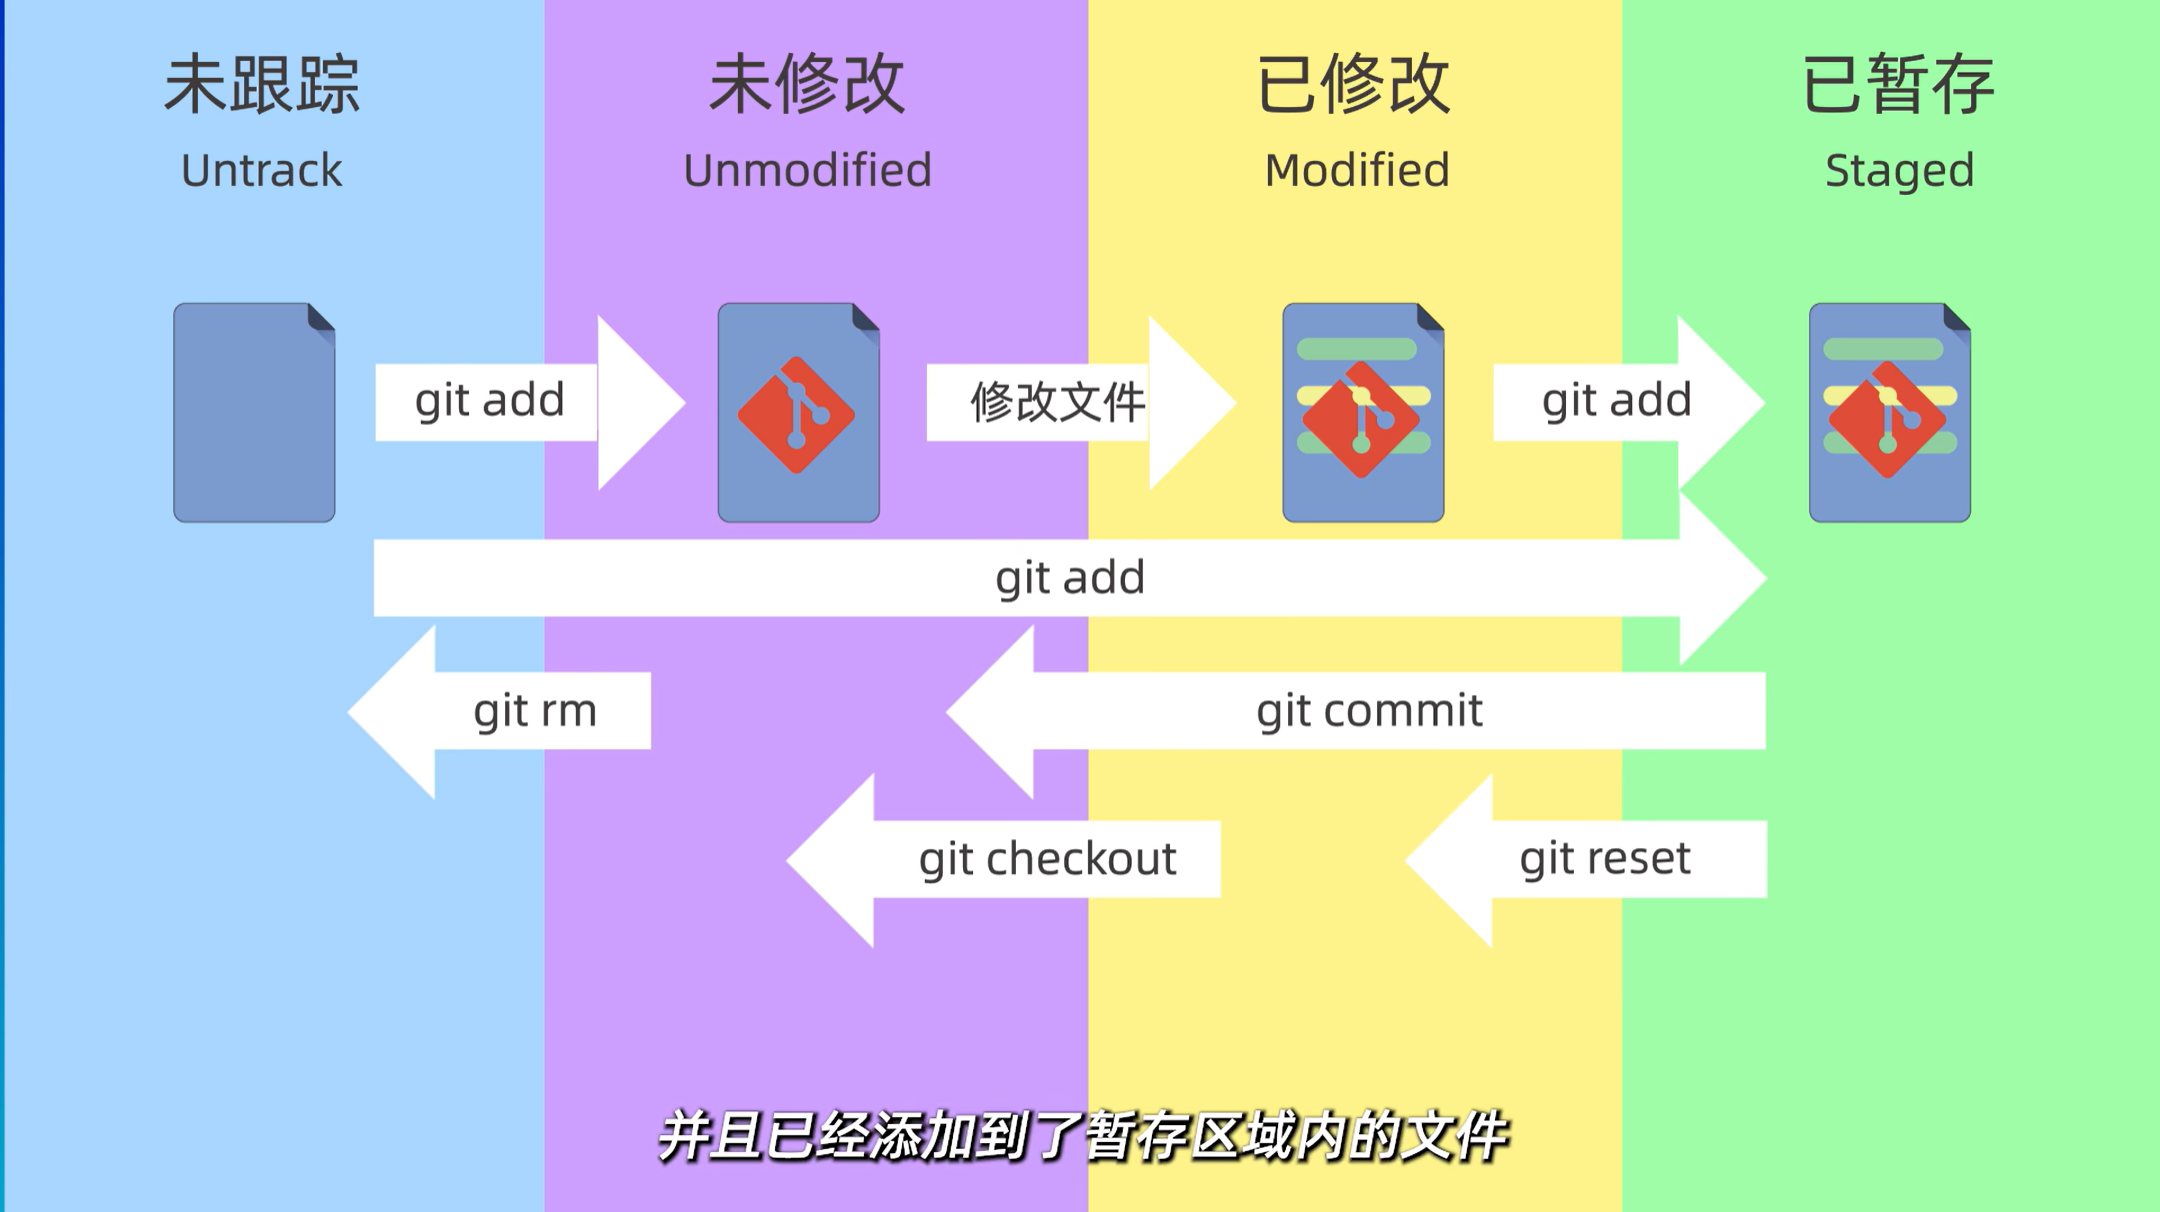 未跟踪
Untrack
未修改
Unmodified
已修改
Modified
已暂存
Staged
git add
修改文件
git add
git add
git rm
git commit
git checkout
git reset
并且已经添加到了暂存区域内的文件